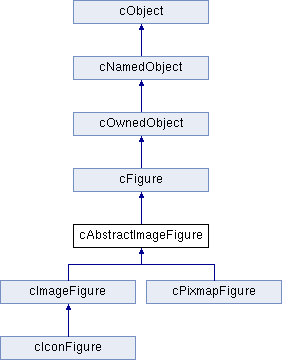 cObject
cNamedObject
cOwnedObject
cFigure
cAbstractImageFigure
cImageFigure
cPixmapFigure
cIconFigure